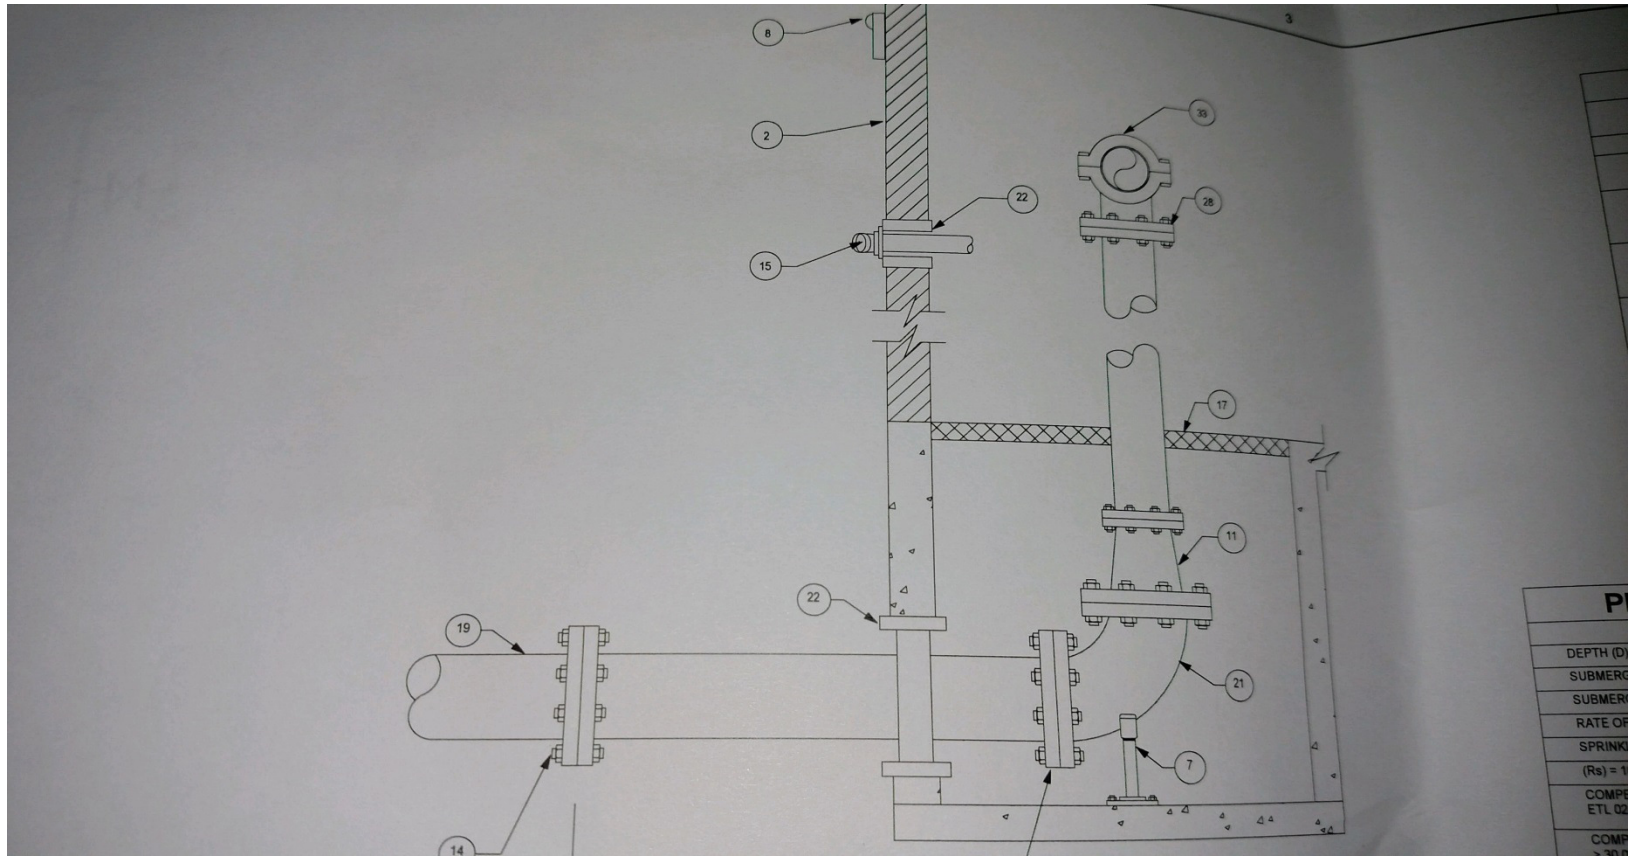 3
8
2
33
22
28
15
17
11
22
19
21
7
14
DEPTH (D)
SUBMERG
SUBMERG
RATE OF
SPRINK
(Rs) = 1
COMPE
ETL 02
COMP